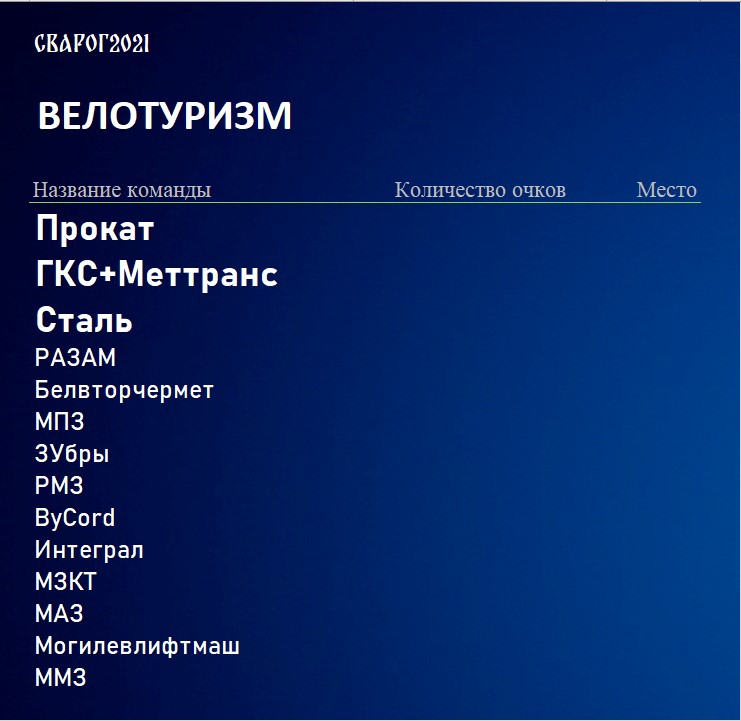 СВАРОГ2021
ВЕЛОТУРИЗМ
Название команды Количество очков Место
Прокат
ГКС+Меттранс
Сталь
РАЗАМ
Белвторчермет
МПЗ
ЗУбры
РМЗ
ByCord
Интеграл
МЗКТ
МАЗ
Могилевлифтмаш
ММЗ